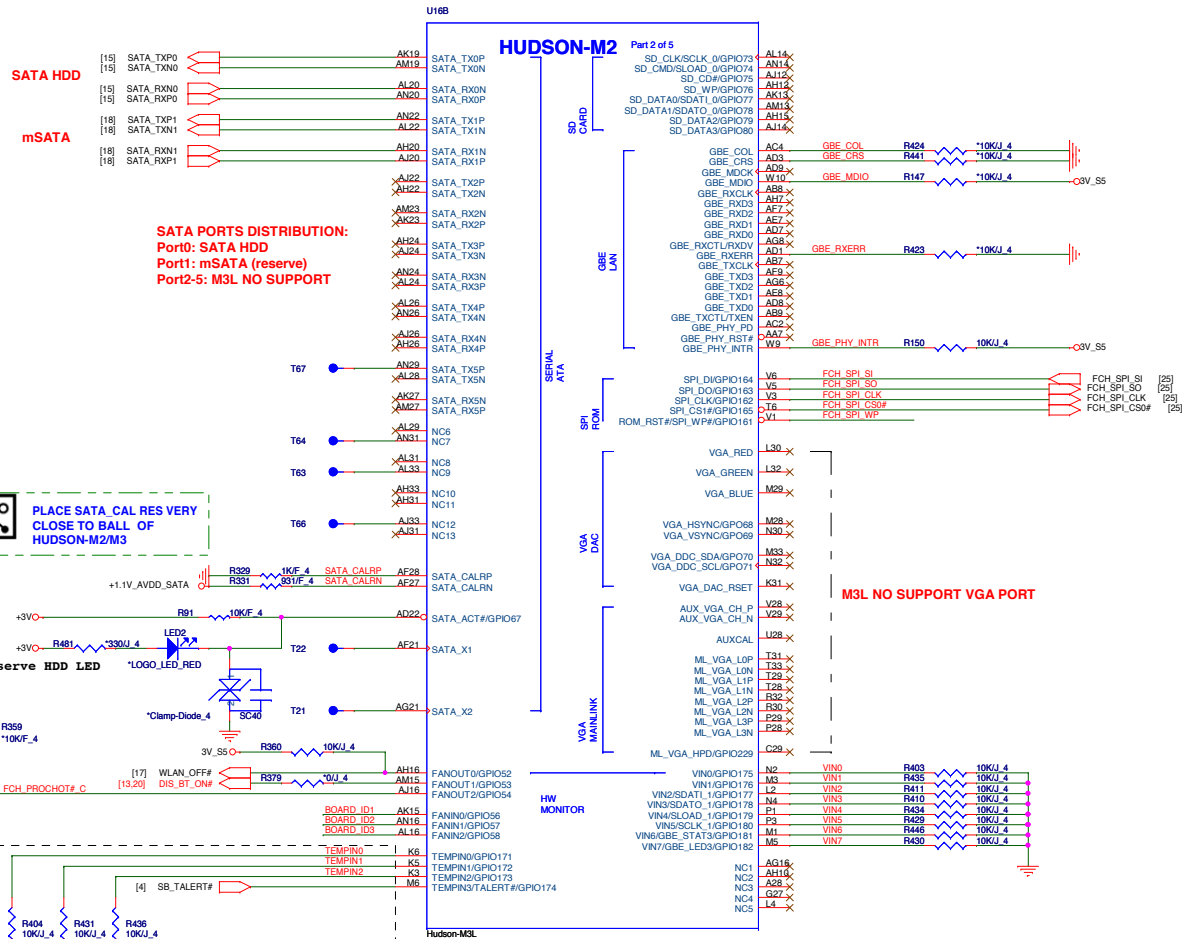 U16B
HUDSON-M2
Part 2 of 5
SATA HDD
[15] SATA_TXP0
[15] SATA_TXN0
[15] SATA_RXN0
[15] SATA_RXP0
mSATA
[18] SATA_TXP1
[18] SATA_TXN1
[18] SATA_RXN1
[18] SATA_RXP1
SATA PORTS DISTRIBUTION:
Port0: SATA HDD
Port1: mSATA (reserve)
Port2-5: M3L NO SUPPORT
T67
T64
T63
T66
PLACE SATA_CAL RES VERY
CLOSE TO BALL OF
HUDSON-M2/M3
R329 1K/F_4 SATA_CALRP
+1.1V_AVDD_SATA R331 931/F_4 SATA_CALRN
+3V R91 10K/F_4
+3V R481 *330/J_4 LED2
*LOGO_LED_RED
serve HDD LED
1
2
*Clamp-Diode_4 SC40
T22
T21
R359
*10K/F_4
3V_S5 R360 10K/J_4
[17] WLAN_OFF#
[13,20] DIS_BT_ON# R379 *0/J_4
FCH_PROCHOT#_C
BOARD_ID1
BOARD_ID2
BOARD_ID3
TEMPIN0
TEMPIN1
TEMPIN2
[4] SB_TALERT#
R404 10K/J_4
R431 10K/J_4
R436 10K/J_4
AK19 SATA_TX0P
AM19 SATA_TX0N
AL20 SATA_RX0N
AN20 SATA_RX0P
AN22 SATA_TX1P
AL22 SATA_TX1N
AH20 SATA_RX1N
AJ20 SATA_RX1P
AJ22 SATA_TX2P
AH22 SATA_TX2N
AM23 SATA_RX2N
AK23 SATA_RX2P
AH24 SATA_TX3P
AJ24 SATA_TX3N
AN24 SATA_RX3N
AL24 SATA_RX3P
AL26 SATA_TX4P
AN26 SATA_TX4N
AJ26 SATA_RX4N
AH26 SATA_RX4P
AN29 SATA_TX5P
AL28 SATA_TX5N
AK27 SATA_RX5N
AM27 SATA_RX5P
AL29 NC6
AN31 NC7
AL31 NC8
AL33 NC9
AH33 NC10
AH31 NC11
AJ33 NC12
AJ31 NC13
AF28 SATA_CALRP
AF27 SATA_CALRN
AD22 SATA_ACT#/GPIO67
AF21 SATA_X1
AG21 SATA_X2
AH16 FANOUT0/GPIO52
AM15 FANOUT1/GPIO53
AJ16 FANOUT2/GPIO54
AK15 FANIN0/GPIO56
AN16 FANIN1/GPIO57
AL16 FANIN2/GPIO58
K6 TEMPIN0/GPIO171
K5 TEMPIN1/GPIO172
K3 TEMPIN2/GPIO173
M6 TEMPIN3/TALERT#/GPIO174
Hudson-M3L
SERIAL
ATA
SD
CARD
GBE
LAN
SPI
ROM
VGA
DAC
VGA
MAINLINK
HW
MONITOR
SD_CLK/SCLK_0/GPIO73 AL14
SD_CMD/SLOAD_0/GPIO74 AN14
SD_CD#/GPIO75 AJ12
SD_WP/GPIO76 AH12
SD_DATA0/SDATI_0/GPIO77 AK13
SD_DATA1/SDATO_0/GPIO78 AM13
SD_DATA2/GPIO79 AH15
SD_DATA3/GPIO80 AJ14
GBE_COL AC4 GBE_COL R424 *10K/J_4
GBE_CRS AD3 GBE_CRS R441 *10K/J_4
GBE_MDCK AD9
GBE_MDIO W10 GBE_MDIO R147 *10K/J_4 3V_S5
GBE_RXCLK AB8
GBE_RXD3 AH7
GBE_RXD2 AF7
GBE_RXD1 AE7
GBE_RXD0 AD7
GBE_RXCTL/RXDV AG8
GBE_RXERR AD1 GBE_RXERR R423 *10K/J_4
GBE_TXCLK AB7
GBE_TXD3 AF9
GBE_TXD2 AG6
GBE_TXD1 AE8
GBE_TXD0 AD8
GBE_TXCTL/TXEN AB9
GBE_PHY_PD AC2
GBE_PHY_RST# AA7
GBE_PHY_INTR W9 GBE_PHY_INTR R150 10K/J_4 3V_S5
SPI_DI/GPIO164 V6 FCH_SPI_SI FCH_SPI_SI [25]
SPI_DO/GPIO163 V5 FCH_SPI_SO FCH_SPI_SO [25]
SPI_CLK/GPIO162 V3 FCH_SPI_CLK FCH_SPI_CLK [25]
SPI_CS1#/GPIO165 T6 FCH_SPI_CS0# FCH_SPI_CS0# [25]
ROM_RST#/SPI_WP#/GPIO161 V1 FCH_SPI_WP
VGA_RED L30
VGA_GREEN L32
VGA_BLUE M29
VGA_HSYNC/GPO68 M28
VGA_VSYNC/GPO69 N30
VGA_DDC_SDA/GPO70 M33
VGA_DDC_SCL/GPO71 N32
VGA_DAC_RSET K31
M3L NO SUPPORT VGA PORT
AUX_VGA_CH_P V28
AUX_VGA_CH_N V29
AUXCAL U28
ML_VGA_L0P T31
ML_VGA_L0N T33
ML_VGA_L1P T29
ML_VGA_L1N T28
ML_VGA_L2P R32
ML_VGA_L2N R30
ML_VGA_L3P P29
ML_VGA_L3N P28
ML_VGA_HPD/GPIO229 C29
VIN0/GPIO175 N2 VIN0 R403 10K/J_4
VIN1/GPIO176 M3 VIN1 R435 10K/J_4
VIN2/SDATI_1/GPIO177 L2 VIN2 R411 10K/J_4
VIN3/SDATO_1/GPIO178 N4 VIN3 R410 10K/J_4
VIN4/SLOAD_1/GPIO179 P1 VIN4 R434 10K/J_4
VIN5/SCLK_1/GPIO180 P3 VIN5 R429 10K/J_4
VIN6/GBE_STAT3/GPIO181 M1 VIN6 R446 10K/J_4
VIN7/GBE_LED3/GPIO182 M5 VIN7 R430 10K/J_4
NC1 AG16
NC2 AH10
NC3 A28
NC4 G27
NC5 L4